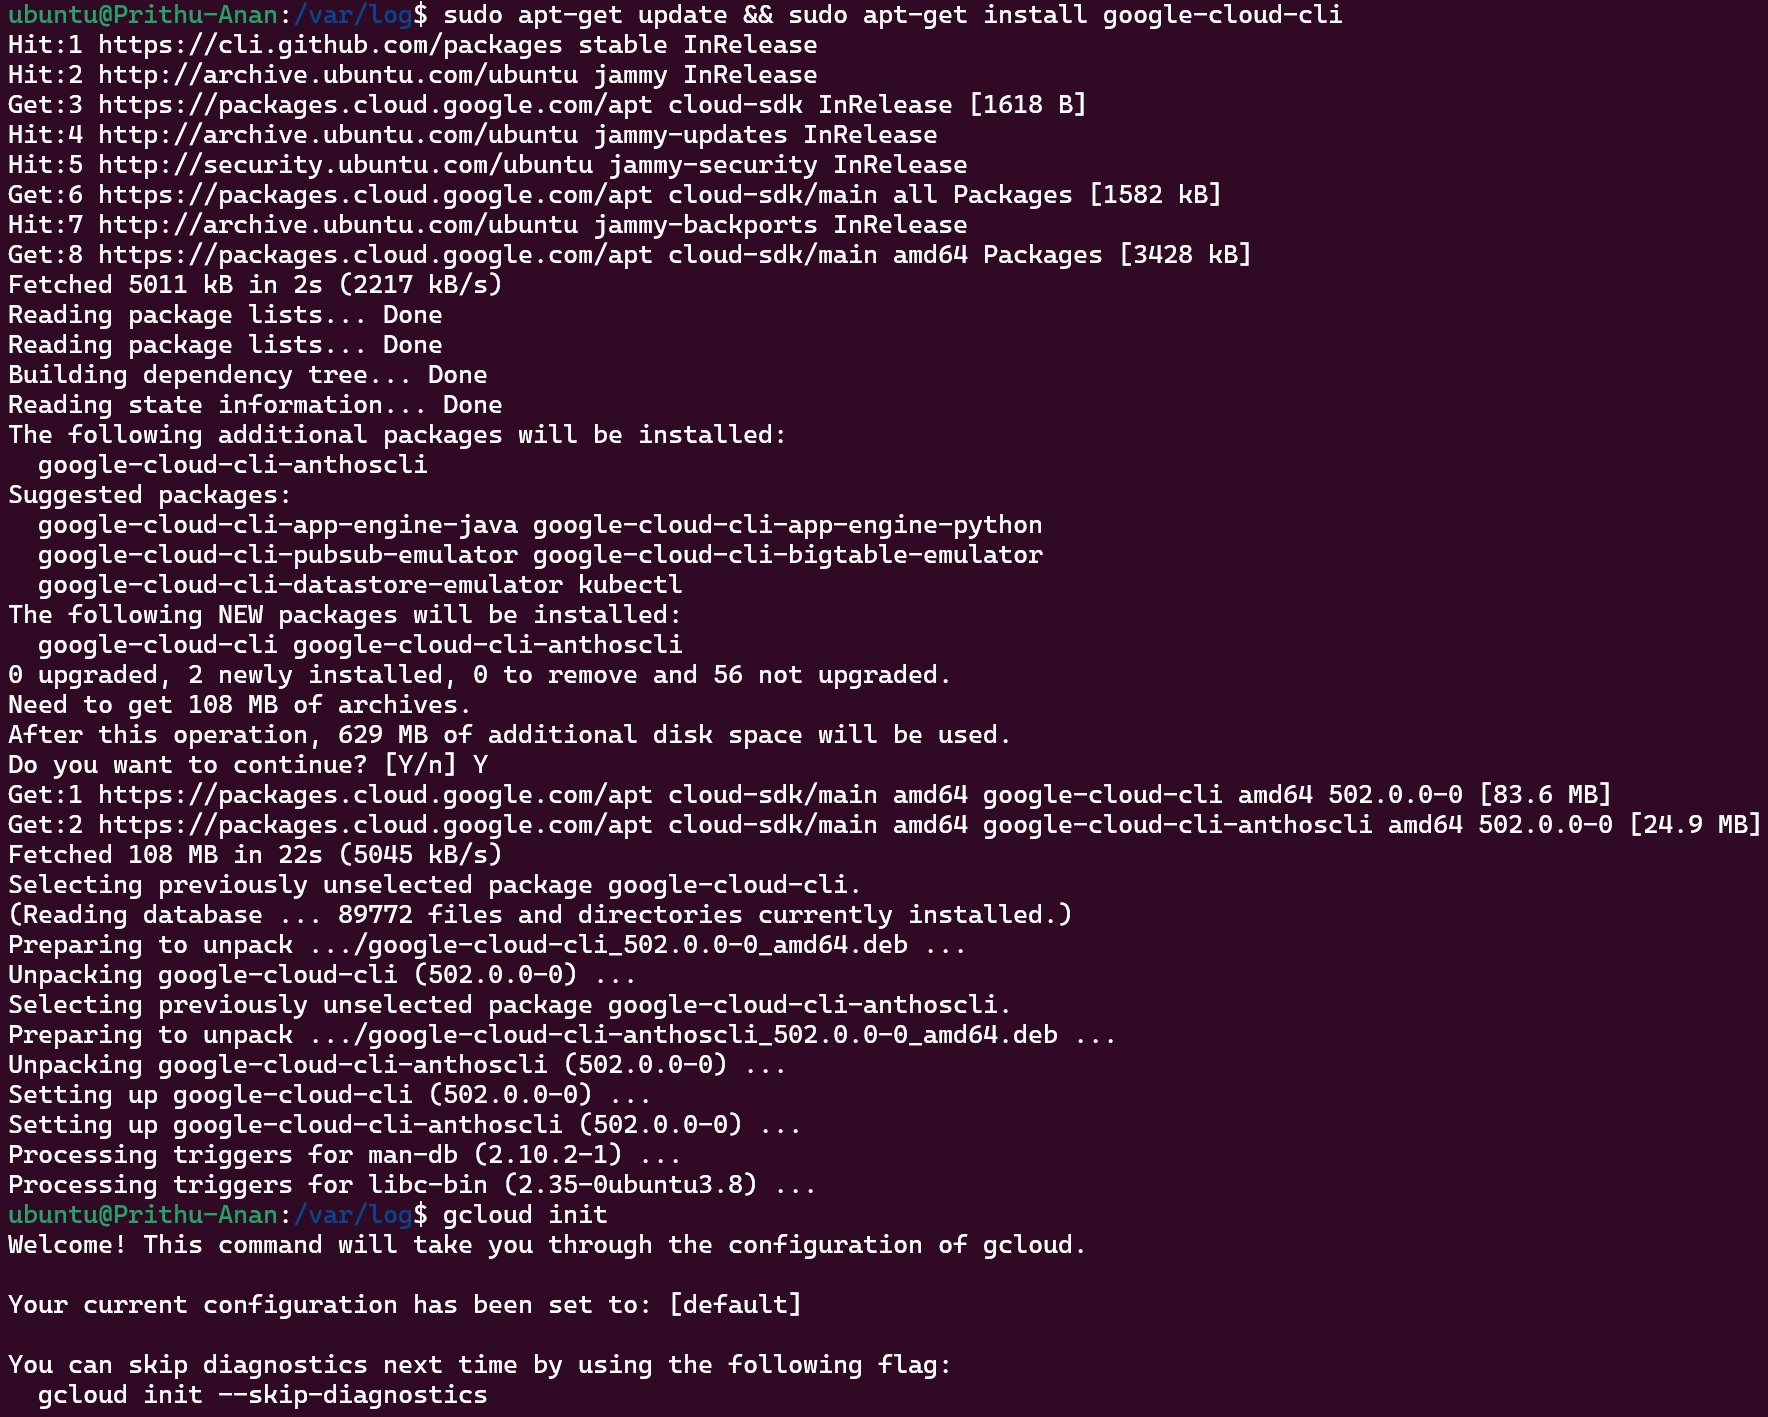 ubuntu@Prithu-Anan:/var/log$ sudo apt-get update && sudo apt-get install google-cloud-cli
Hit:1 https://cli.github.com/packages stable InRelease
Hit:2 http://archive.ubuntu.com/ubuntu jammy InRelease
Get:3 https://packages.cloud.google.com/apt cloud-sdk InRelease [1618 B]
Hit:4 http://archive.ubuntu.com/ubuntu jammy-updates InRelease
Hit:5 http://security.ubuntu.com/ubuntu jammy-security InRelease
Get:6 https://packages.cloud.google.com/apt cloud-sdk/main all Packages [1582 kB]
Hit:7 http://archive.ubuntu.com/ubuntu jammy-backports InRelease
Get:8 https://packages.cloud.google.com/apt cloud-sdk/main amd64 Packages [3428 kB]
Fetched 5011 kB in 2s (2217 kB/s)
Reading package lists... Done
Reading package lists... Done
Building dependency tree... Done
Reading state information... Done
The following additional packages will be installed:
  google-cloud-cli-anthoscli
Suggested packages:
  google-cloud-cli-app-engine-java google-cloud-cli-app-engine-python
  google-cloud-cli-pubsub-emulator google-cloud-cli-bigtable-emulator
  google-cloud-cli-datastore-emulator kubectl
The following NEW packages will be installed:
  google-cloud-cli google-cloud-cli-anthoscli
0 upgraded, 2 newly installed, 0 to remove and 56 not upgraded.
Need to get 108 MB of archives.
After this operation, 629 MB of additional disk space will be used.
Do you want to continue? [Y/n] Y
Get:1 https://packages.cloud.google.com/apt cloud-sdk/main amd64 google-cloud-cli amd64 502.0.0-0 [83.6 MB]
Get:2 https://packages.cloud.google.com/apt cloud-sdk/main amd64 google-cloud-cli-anthoscli amd64 502.0.0-0 [24.9 MB]
Fetched 108 MB in 22s (5045 kB/s)
Selecting previously unselected package google-cloud-cli.
(Reading database ... 89772 files and directories currently installed.)
Preparing to unpack .../google-cloud-cli_502.0.0-0_amd64.deb ...
Unpacking google-cloud-cli (502.0.0-0) ...
Selecting previously unselected package google-cloud-cli-anthoscli.
Preparing to unpack .../google-cloud-cli-anthoscli_502.0.0-0_amd64.deb ...
Unpacking google-cloud-cli-anthoscli (502.0.0-0) ...
Setting up google-cloud-cli (502.0.0-0) ...
Setting up google-cloud-cli-anthoscli (502.0.0-0) ...
Processing triggers for man-db (2.10.2-1) ...
Processing triggers for libc-bin (2.35-0ubuntu3.8) ...
ubuntu@Prithu-Anan:/var/log$ gcloud init
Welcome! This command will take you through the configuration of gcloud.

Your current configuration has been set to: [default]

You can skip diagnostics next time by using the following flag:
  gcloud init --skip-diagnostics